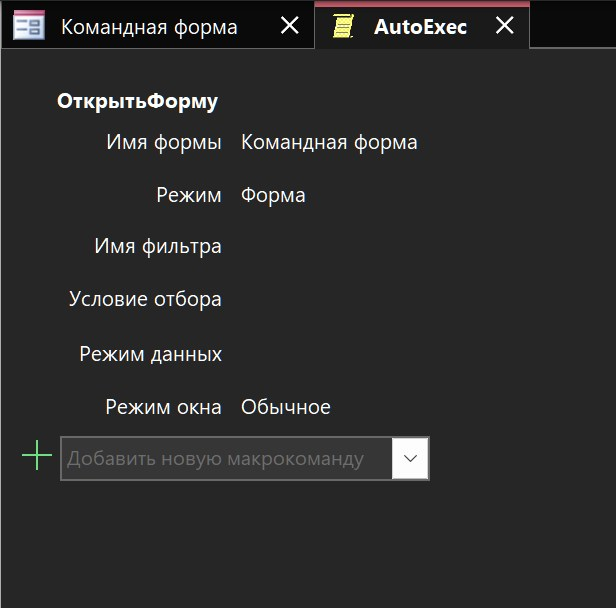 Командная форма
AutoExec
ОткрытьФорму
Имя формы Командная форма
Режим Форма
Имя фильтра
Условие отбора
Режим данных
Режим окна Обычное
Добавить новую макрокоманду